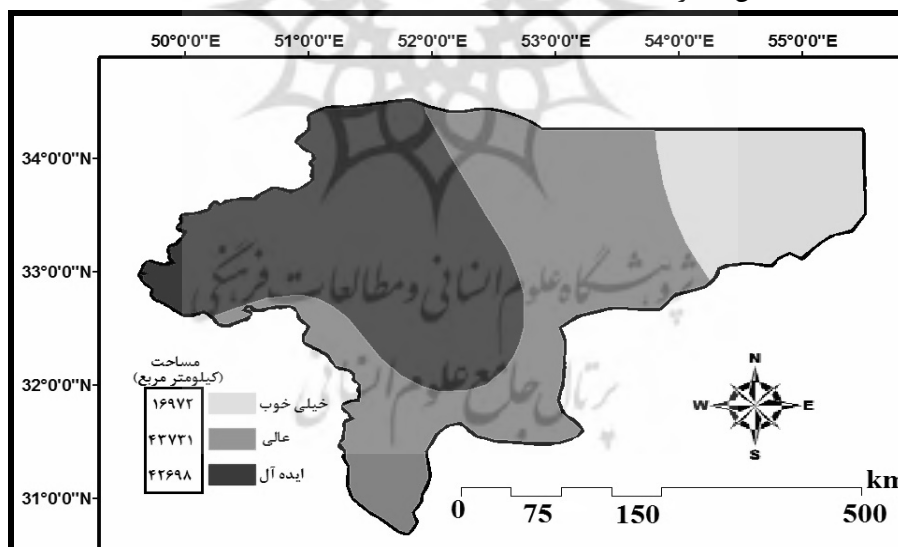 50°0'0"E 51°0'0"E 52°0'0"E 53°0'0"E 54°0'0"E 55°0'0"E
34°0'0"N
33°0'0"N
32°0'0"N
31°0'0"N
پژوهشگاه علوم انسانی و مطالعات فرهنگی
پرتال جامع علوم انسانی
مساحت
(کیلومتر مربع)
خیلی خوب ۱۶۹۷۲
عالی ۴۳۷۳۱
ایده آل ۴۲۶۹۸
N
W E
S
km
0 75 150 500